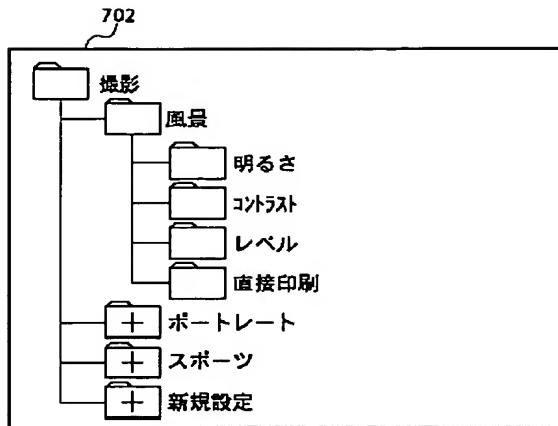 702
撮影
風景
明るさ
コントラスト
レベル
直接印刷
ポートレート
スポーツ
新規設定